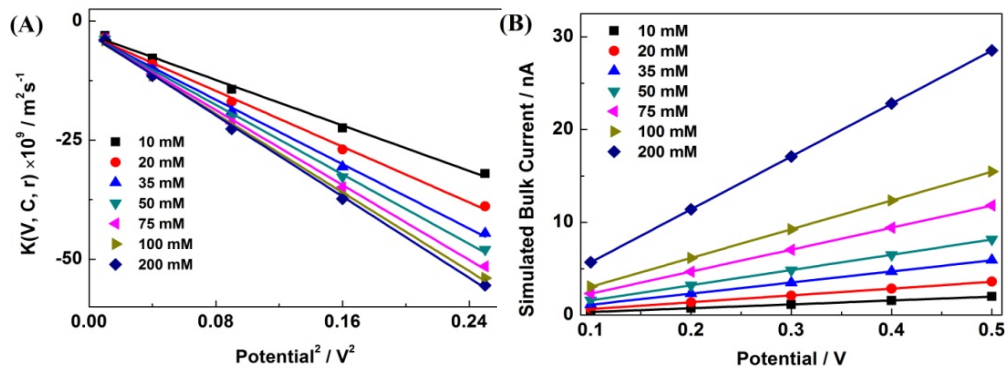 (A)
0
-25
-50
K(V, C, r) ×10⁹ / m²s⁻¹
10 mM
20 mM
35 mM
50 mM
75 mM
100 mM
200 mM
0.00 0.08 0.16 0.24
Potential² / V²
(B)
30
20
10
0
Simulated Bulk Current / nA
10 mM
20 mM
35 mM
50 mM
75 mM
100 mM
200 mM
0.1 0.2 0.3 0.4 0.5
Potential / V